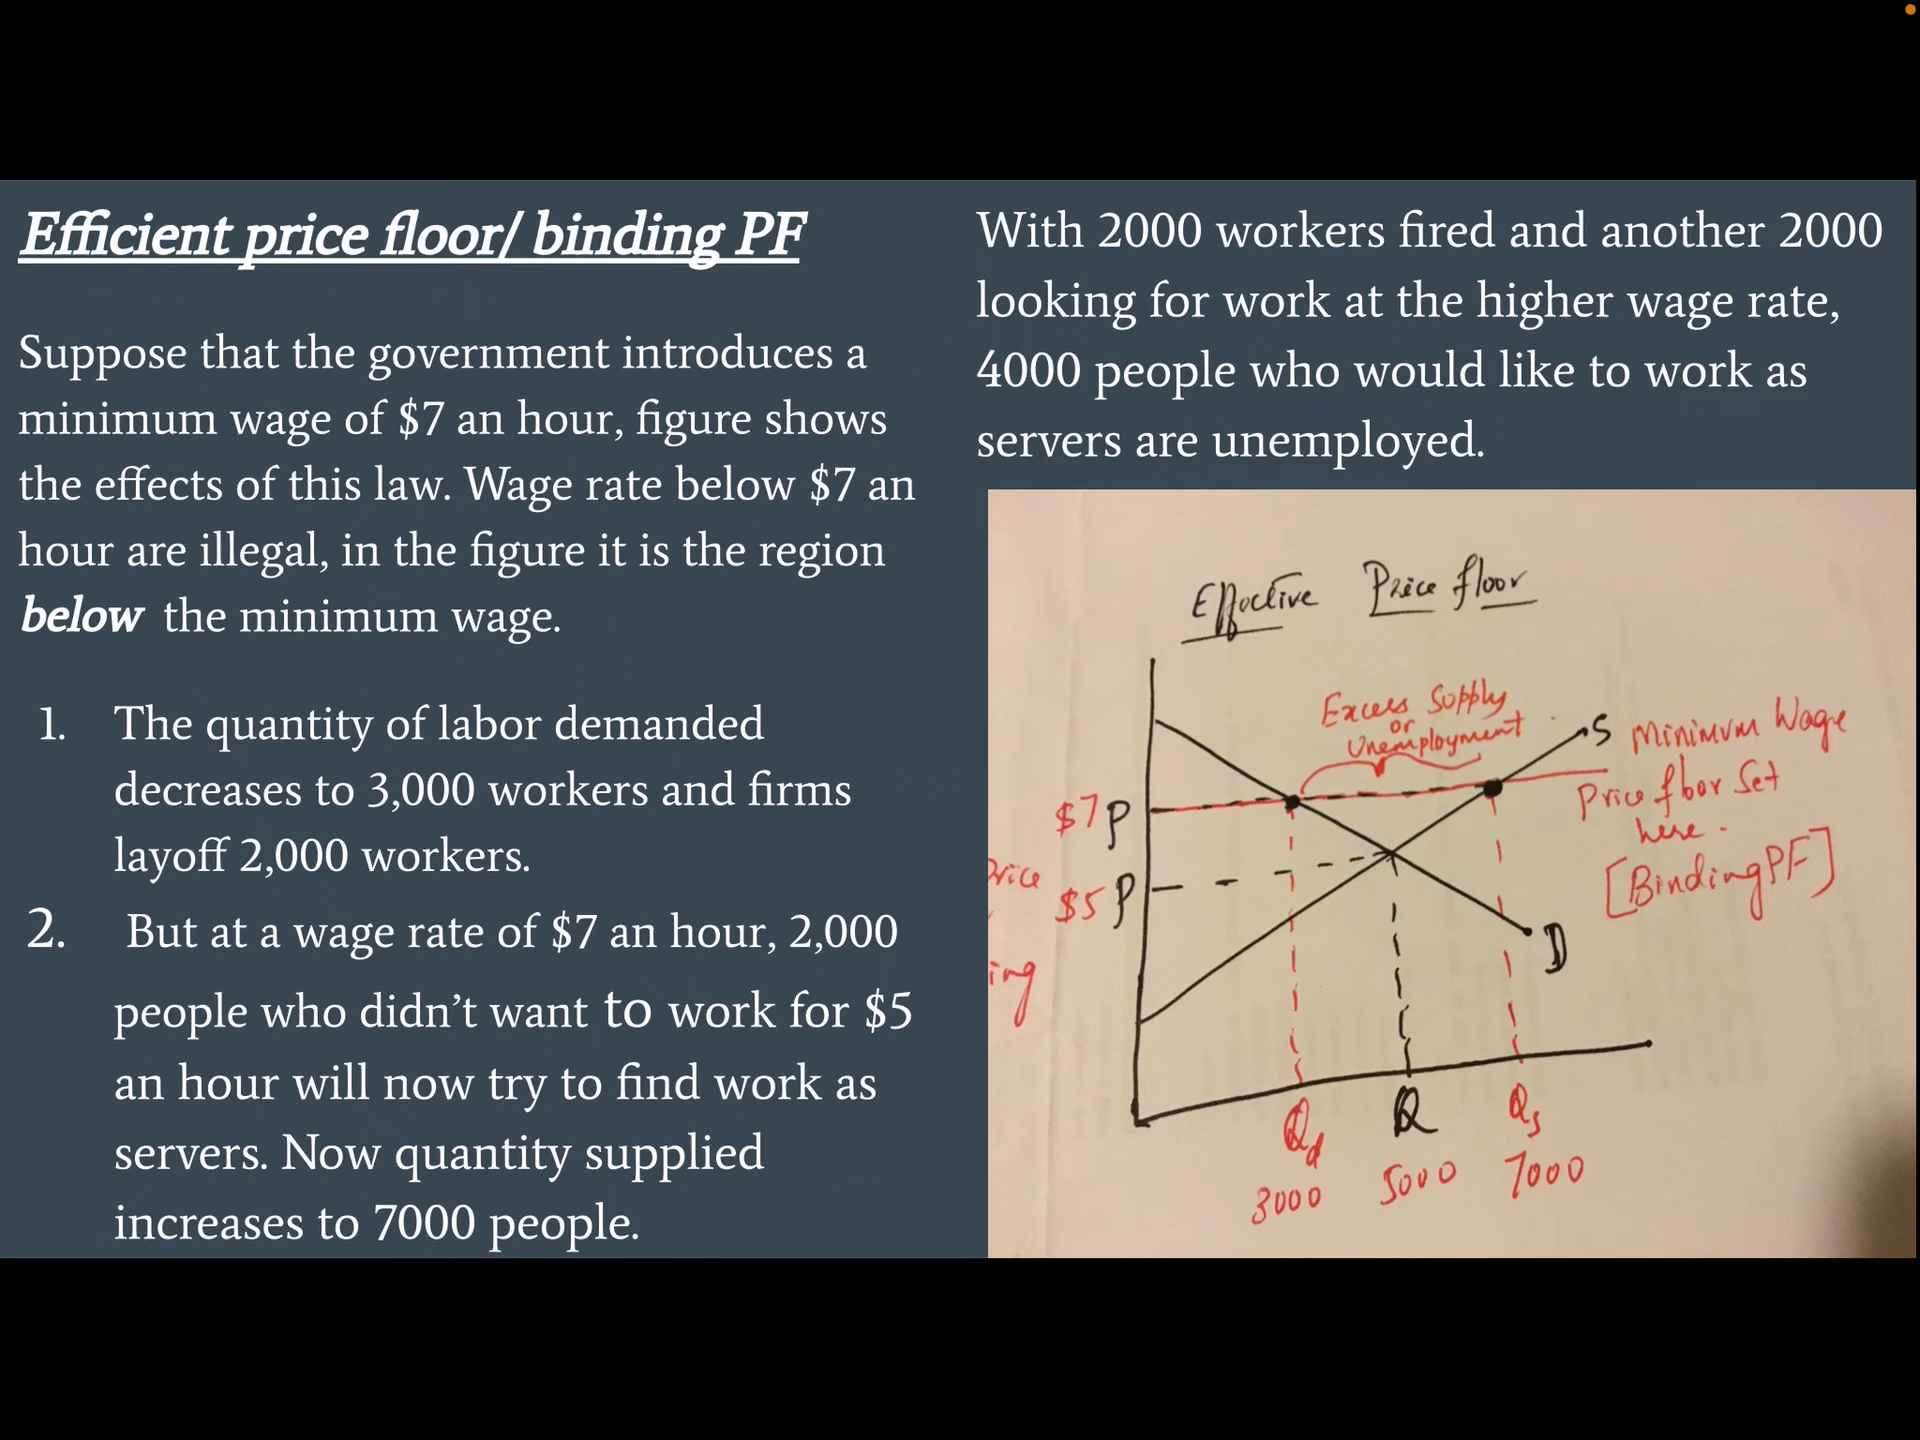 Efficient price floor/ binding PF
Suppose that the government introduces a
minimum wage of $7 an hour, figure shows
the effects of this law. Wage rate below $7 an
hour are illegal, in the figure it is the region
below the minimum wage.
1. The quantity of labor demanded
decreases to 3,000 workers and firms
layoff 2,000 workers.
2. But at a wage rate of $7 an hour, 2,000
people who didn’t want to work for $5
an hour will now try to find work as
servers. Now quantity supplied
increases to 7000 people.
With 2000 workers fired and another 2000
looking for work at the higher wage rate,
4000 people who would like to work as
servers are unemployed.
Effective Price floor
Excess Supply
or
Unemployment
S
Minimum Wage
Price floor Set
here.
[Binding PF]
$7 P
rice
$5 P
ing
D
Qd
Q
Qs
3000
5000
7000